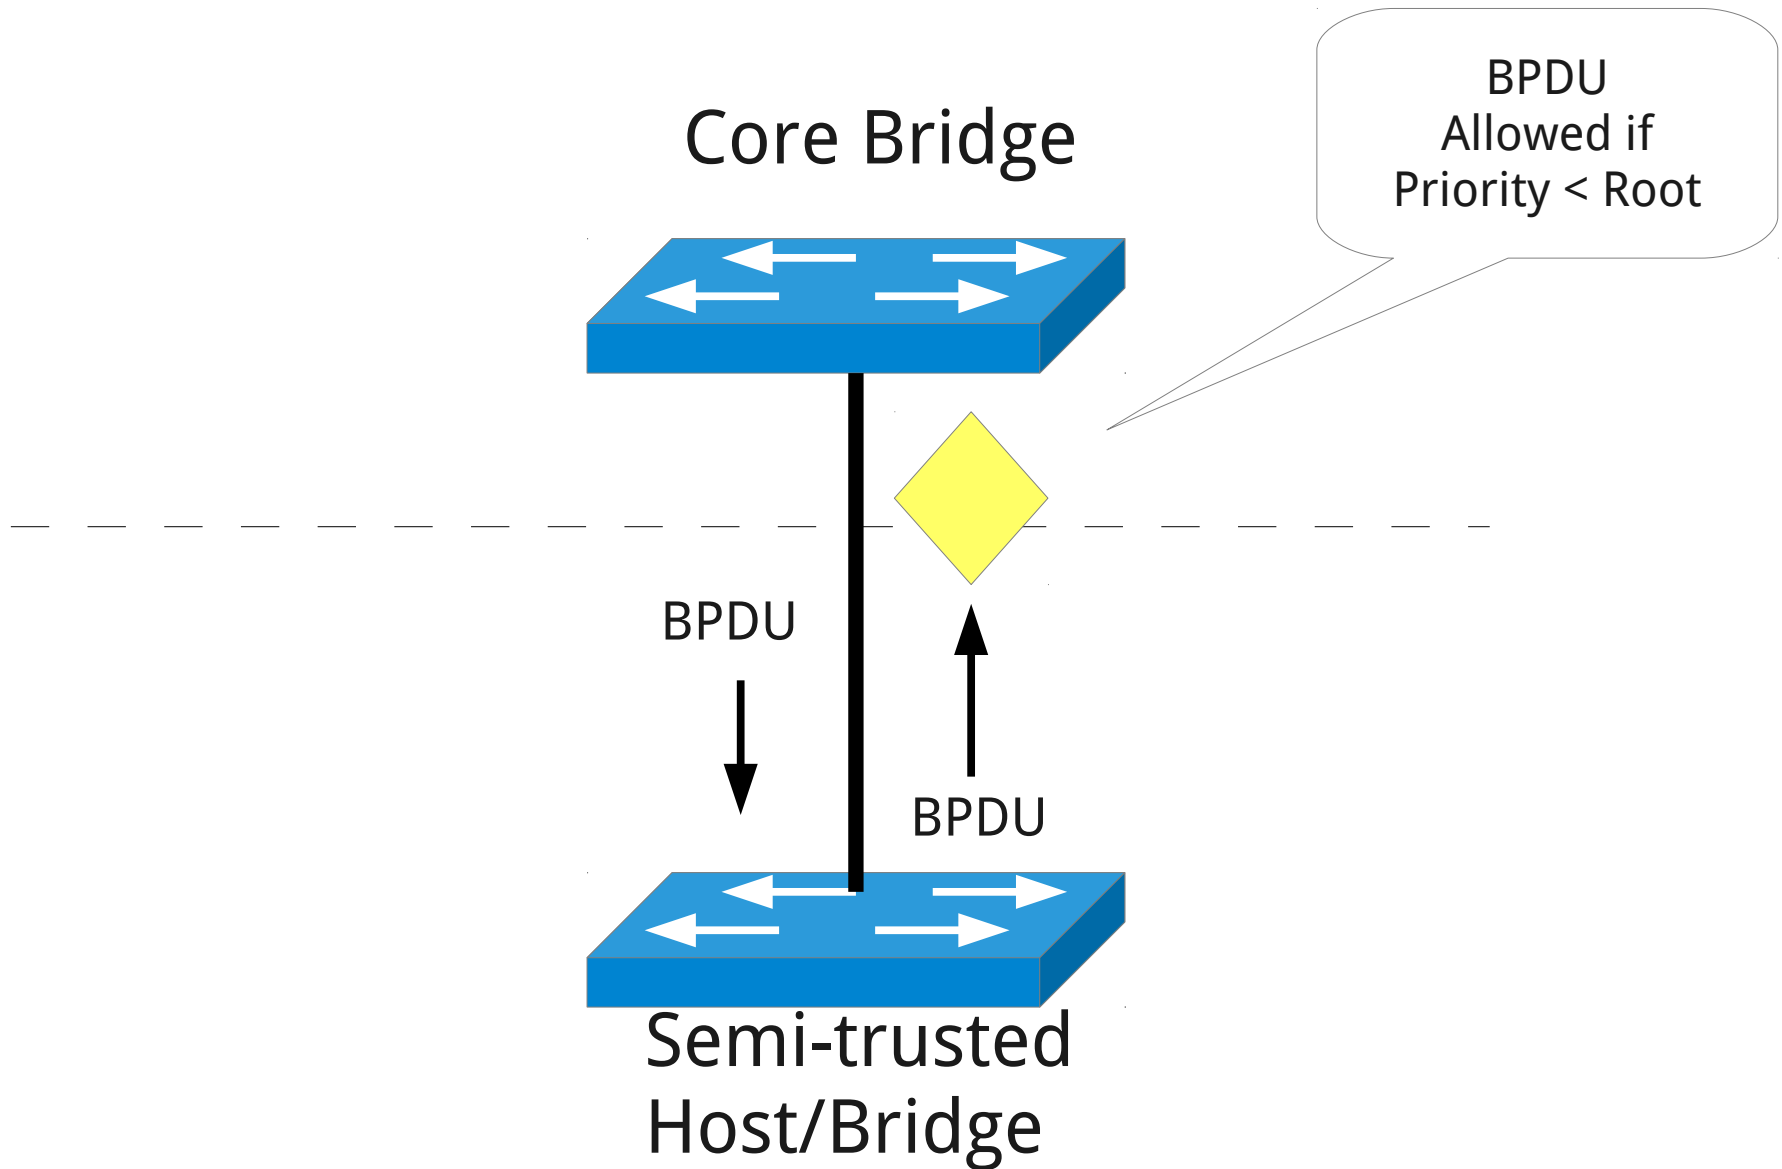 Core Bridge
BPDU
Allowed if
Priority < Root
BPDU
BPDU
Semi-trusted
Host/Bridge